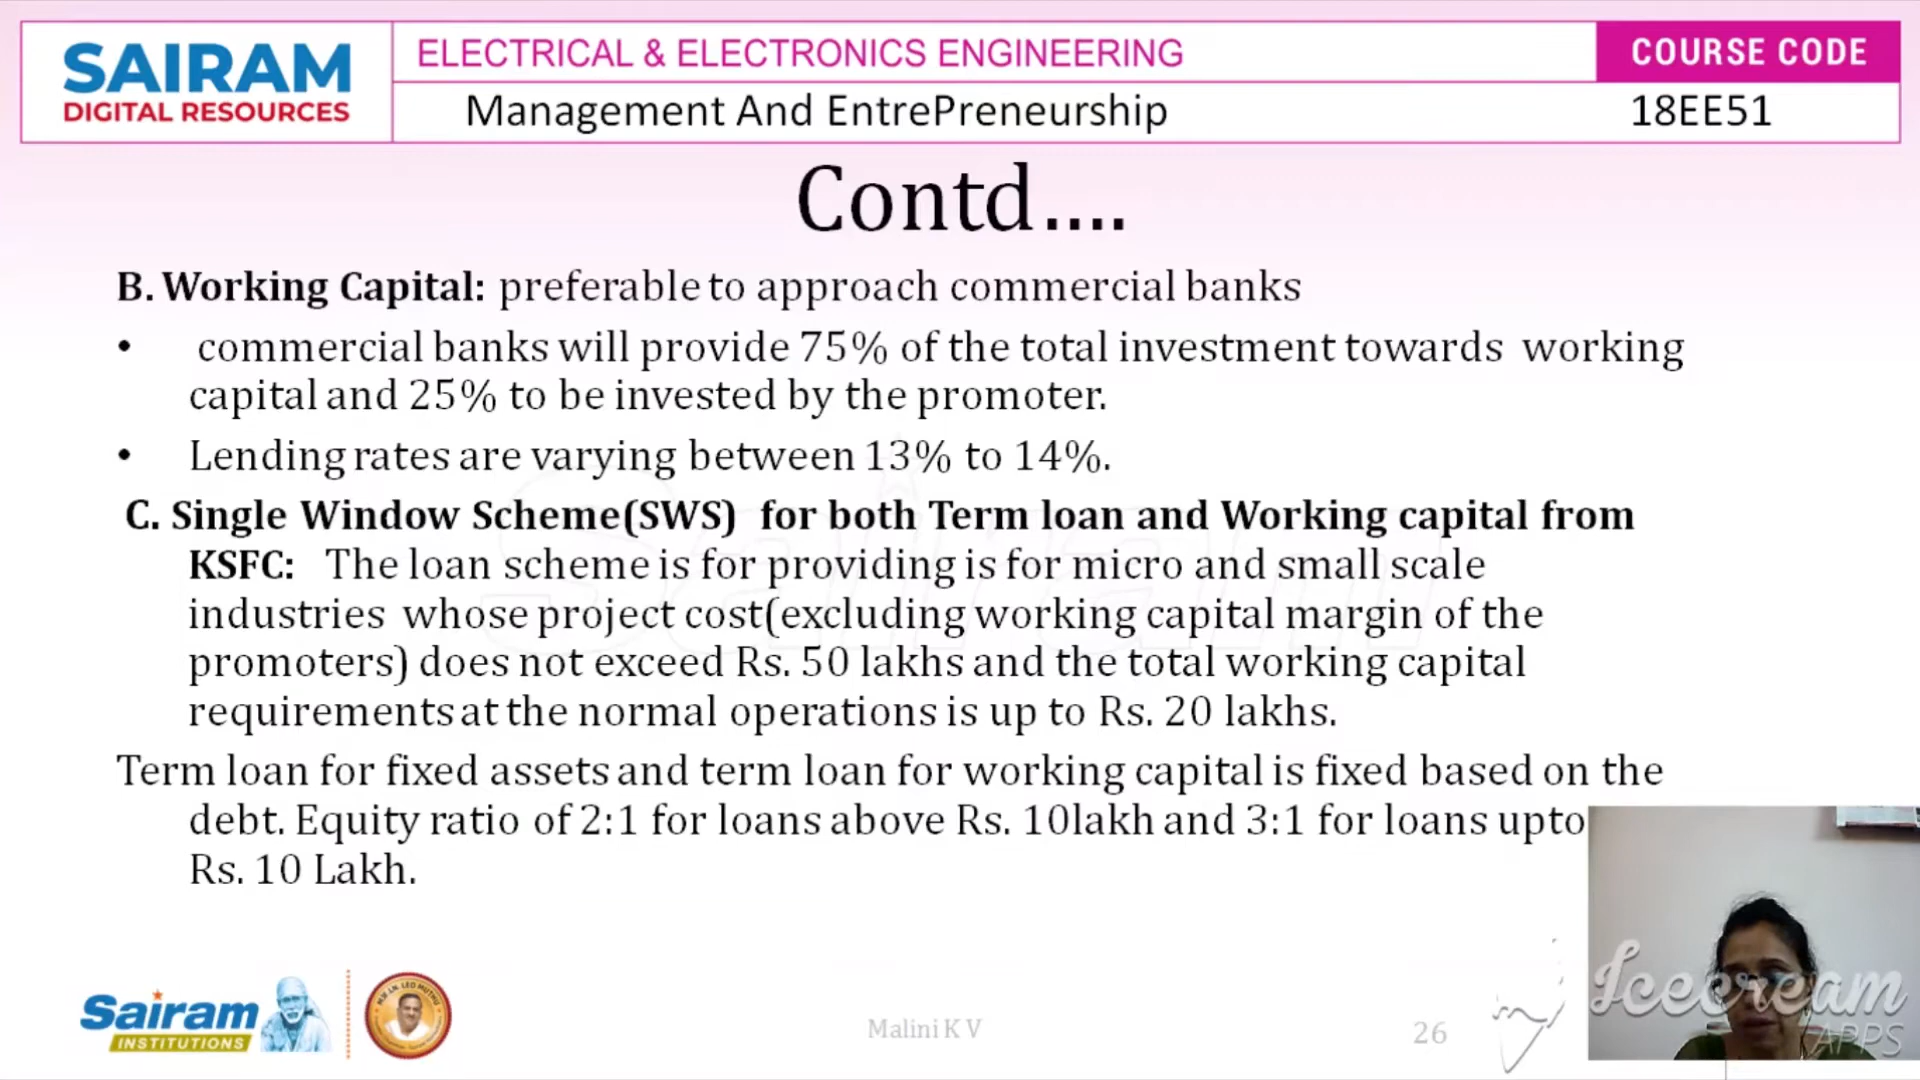 SAIRAM
DIGITAL RESOURCES
ELECTRICAL & ELECTRONICS ENGINEERING
COURSE CODE
Management And EntrePreneurship
18EE51
Contd....
B. Working Capital: preferable to approach commercial banks
• commercial banks will provide 75% of the total investment towards working
capital and 25% to be invested by the promoter.
• Lending rates are varying between 13% to 14%.
C. Single Window Scheme(SWS) for both Term loan and Working capital from
KSFC: The loan scheme is for providing is for micro and small scale
industries whose project cost(excluding working capital margin of the
promoters) does not exceed Rs. 50 lakhs and the total working capital
requirements at the normal operations is up to Rs. 20 lakhs.
Term loan for fixed assets and term loan for working capital is fixed based on the
debt. Equity ratio of 2:1 for loans above Rs. 10lakh and 3:1 for loans upto
Rs. 10 Lakh.
Sairam
INSTITUTIONS
Malini K V
26
Icecream
APPS